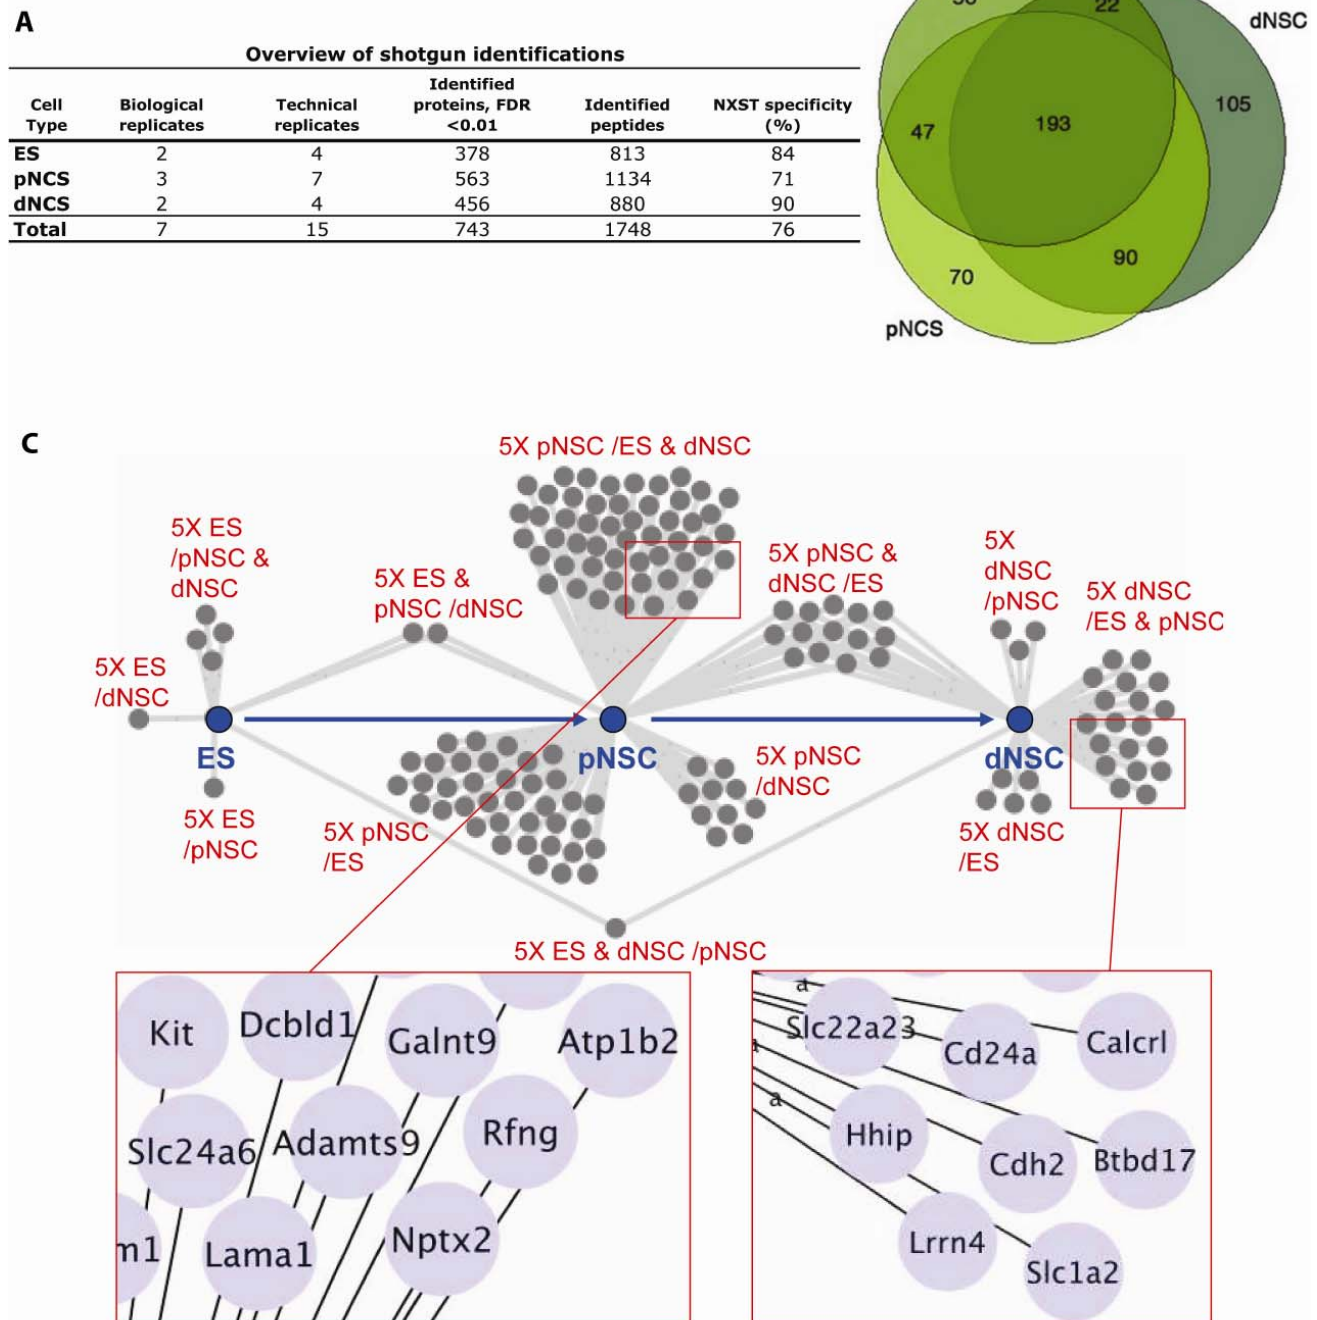 A
Overview of shotgun identifications
Cell Type Biological replicates Technical replicates Identified proteins, FDR <0.01 Identified peptides NXST specificity (%)
ES 2 4 378 813 84
pNCS 3 7 563 1134 71
dNCS 2 4 456 880 90
Total 7 15 743 1748 76
22
dNSC
105
47
193
90
70
pNCS
C
5X pNSC /ES & dNSC
5X ES
/pNSC &
dNSC
5X ES &
pNSC /dNSC
5X pNSC &
dNSC /ES
5X
dNSC
/pNSC
5X dNSC
/ES & pNSC
5X ES
/dNSC
ES
pNSC
dNSC
5X ES
/pNSC
5X pNSC
/ES
5X pNSC
/dNSC
5X dNSC
/ES
5X ES & dNSC /pNSC
Kit
Dcbld1
Galnt9
Atp1b2
Slc24a6
Adamts9
Rfng
m1
Lama1
Nptx2
a
Slc22a23
Cd24a
Calcrl
a
Hhip
Cdh2
Btbd17
Lrrn4
Slc1a2